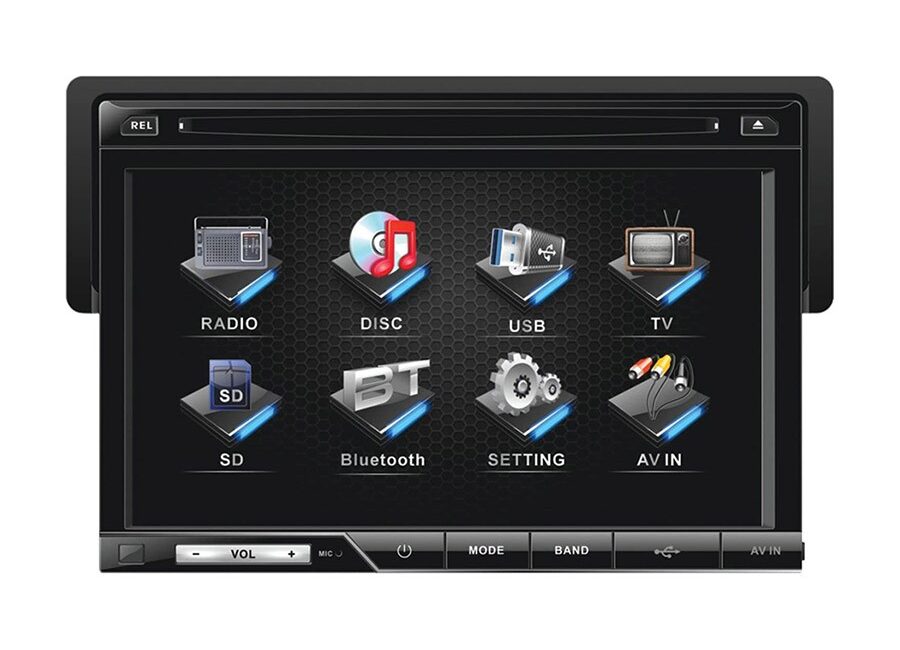 REL
RADIO
DISC
USB
TV
SD
BT
SD
Bluetooth
SETTING
AV IN
- VOL +
MIC
MODE
BAND
AV IN